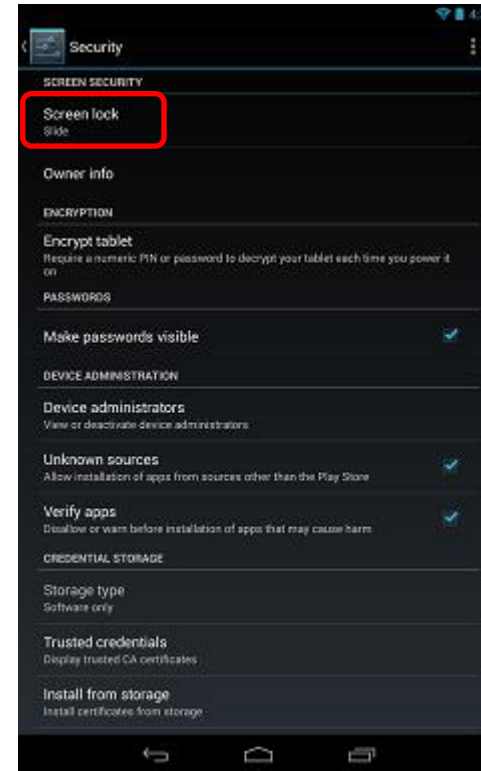 4:
Security
SCREEN SECURITY
Screen lock
Slide
Owner info
ENCRYPTION
Encrypt tablet
Require a numeric PIN or password to decrypt your tablet each time you power it
on
PASSWORDS
Make passwords visible
DEVICE ADMINISTRATION
Device administrators
View or deactivate device administrators
Unknown sources
Allow installation of apps from sources other than the Play Store
Verify apps
Disallow or warn before installation of apps that may cause harm
CREDENTIAL STORAGE
Storage type
Software only
Trusted credentials
Display trusted CA certificates
Install from storage
Install certificates from storage